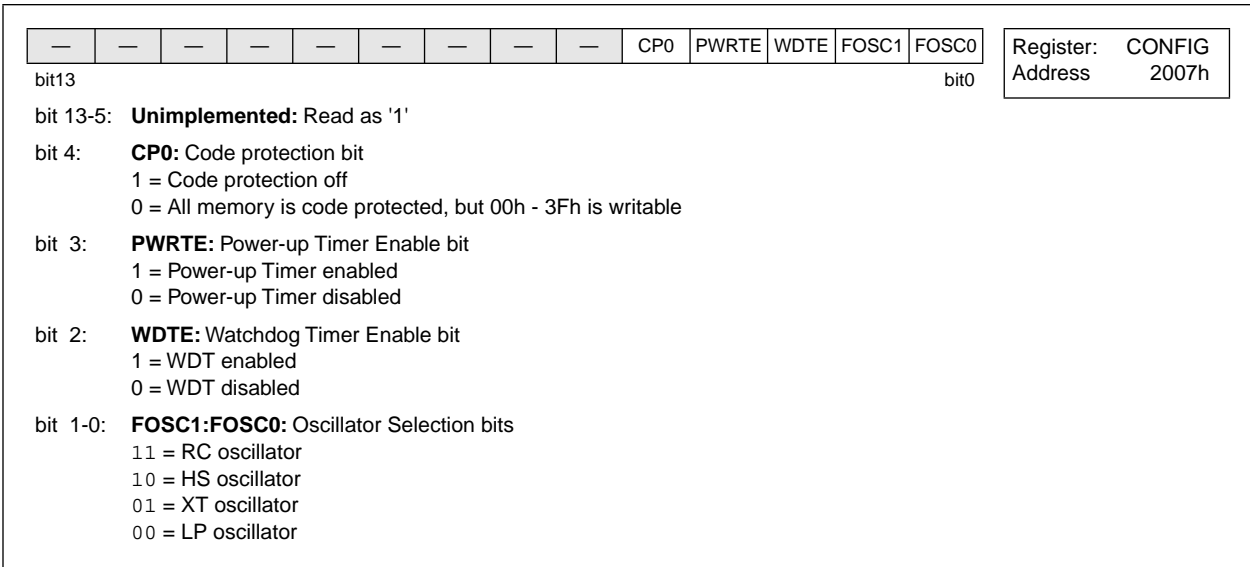 — — — — — — — — — CP0 PWRTE WDTE FOSC1 FOSC0
bit13 bit0
Register: CONFIG
Address 2007h
bit 13-5: Unimplemented: Read as '1'
bit 4: CP0: Code protection bit
1 = Code protection off
0 = All memory is code protected, but 00h - 3Fh is writable
bit 3: PWRTE: Power-up Timer Enable bit
1 = Power-up Timer enabled
0 = Power-up Timer disabled
bit 2: WDTE: Watchdog Timer Enable bit
1 = WDT enabled
0 = WDT disabled
bit 1-0: FOSC1:FOSC0: Oscillator Selection bits
11 = RC oscillator
10 = HS oscillator
01 = XT oscillator
00 = LP oscillator